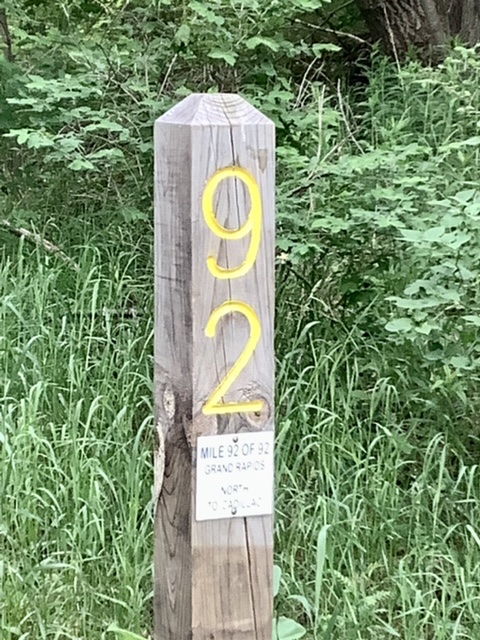 9
2
MILE 92 OF 92
GRAND RAPIDS
NORTH
TO CADILLAC